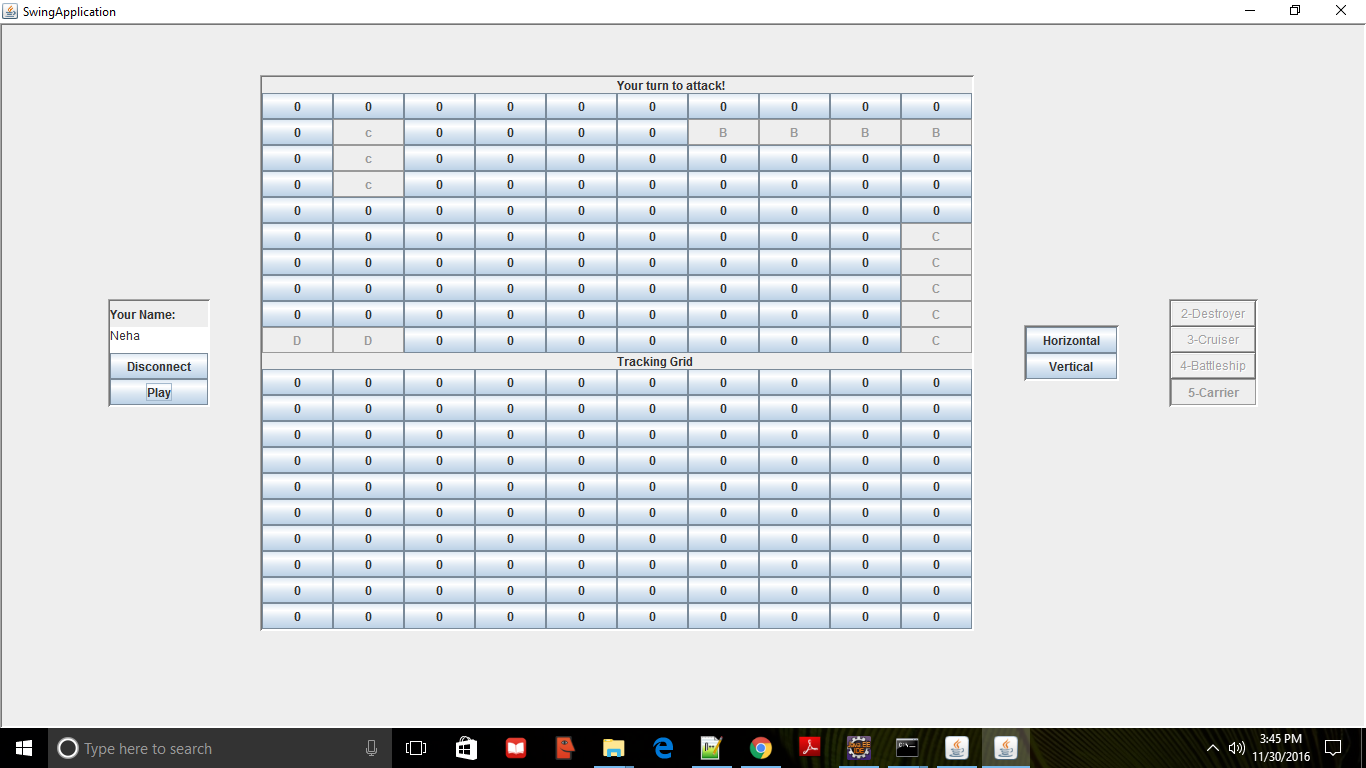 SwingApplication
Your turn to attack!
0 0 0 0 0 0 0 0 0 0
0 c 0 0 0 0 B B B B
0 c 0 0 0 0 0 0 0 0
0 c 0 0 0 0 0 0 0 0
0 0 0 0 0 0 0 0 0 0
0 0 0 0 0 0 0 0 0 C
0 0 0 0 0 0 0 0 0 C
0 0 0 0 0 0 0 0 0 C
0 0 0 0 0 0 0 0 0 C
D D 0 0 0 0 0 0 0 C
Tracking Grid
0 0 0 0 0 0 0 0 0 0
0 0 0 0 0 0 0 0 0 0
0 0 0 0 0 0 0 0 0 0
0 0 0 0 0 0 0 0 0 0
0 0 0 0 0 0 0 0 0 0
0 0 0 0 0 0 0 0 0 0
0 0 0 0 0 0 0 0 0 0
0 0 0 0 0 0 0 0 0 0
0 0 0 0 0 0 0 0 0 0
0 0 0 0 0 0 0 0 0 0
Your Name:
Neha
Disconnect
Play
Horizontal
Vertical
2-Destroyer
3-Cruiser
4-Battleship
5-Carrier
Type here to search
3:45 PM
11/30/2016